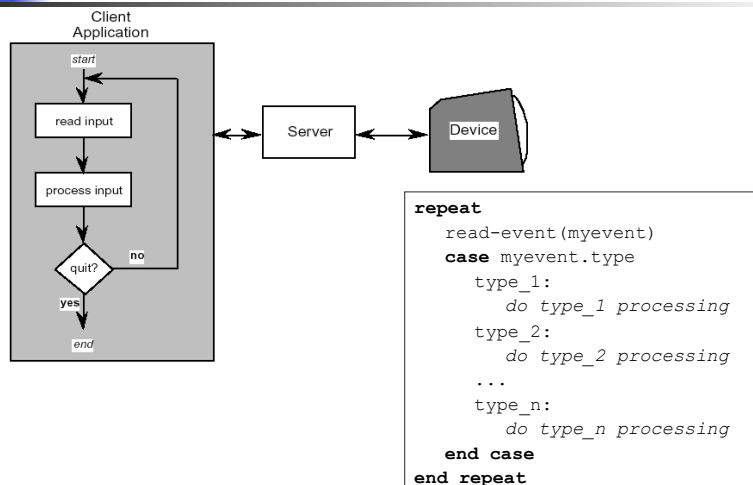 Client
Application
start
read input
process input
quit?
no
yes
end
Server
Device
repeat
read-event(myevent)
case myevent.type
type_1:
do type_1 processing
type_2:
do type_2 processing
...
type_n:
do type_n processing
end case
end repeat